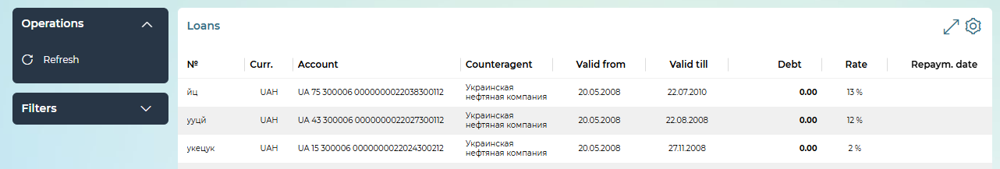 Operations
Refresh
Filters
Loans
№ Curr. Account Counteragent Valid from Valid till Debt Rate Repaym. date
йц UAH UA 75 300006 0000000022038300112 Украинская нефтяная компания 20.05.2008 22.07.2010 0.00 13 %
ууцй UAH UA 43 300006 0000000022027300112 Украинская нефтяная компания 20.05.2008 22.08.2008 0.00 12 %
укецук UAH UA 15 300006 0000000022024300212 Украинская нефтяная компания 20.05.2008 27.11.2008 0.00 2 %